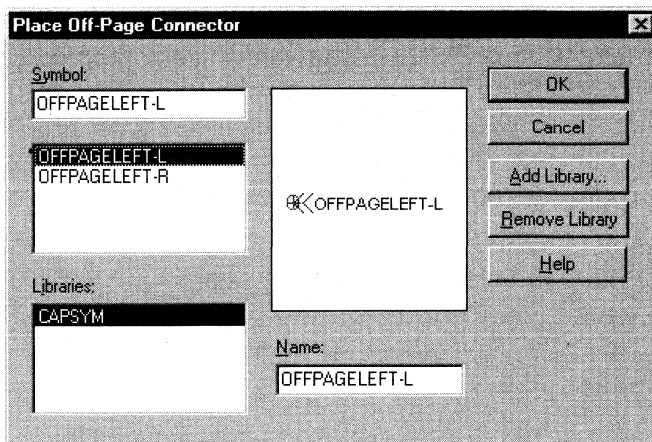 Place Off-Page Connector
Symbol:
OFFPAGELEFT-L
OFFPAGELEFT-L
OFFPAGELEFT-R
Libraries:
CAPSYM
OFFPAGELEFT-L
Name:
OFFPAGELEFT-L
OK
Cancel
Add Library...
Remove Library
Help